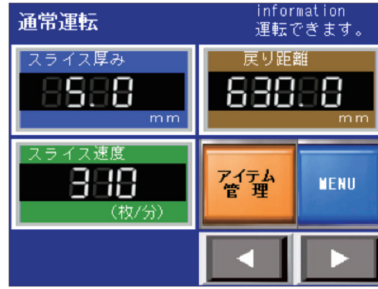 通常運転
information
運転できます。
スライス厚み
5.0
mm
戻り距離
630.0
mm
スライス速度
310
(枚/分)
アイテム
管理
MENU